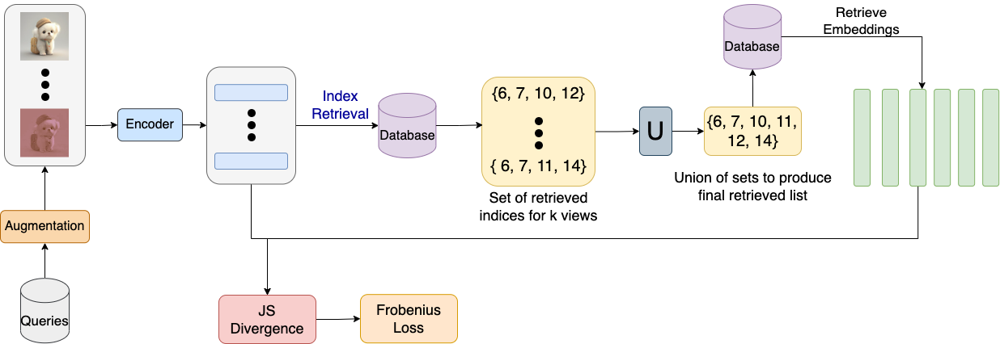 Queries
Augmentation
Encoder
Index
Retrieval
Database
{6, 7, 10, 12}
{ 6, 7, 11, 14}
Set of retrieved
indices for k views
U
{6, 7, 10, 11,
12, 14}
Union of sets to produce
final retrieved list
Database
Retrieve
Embeddings
JS
Divergence
Frobenius
Loss